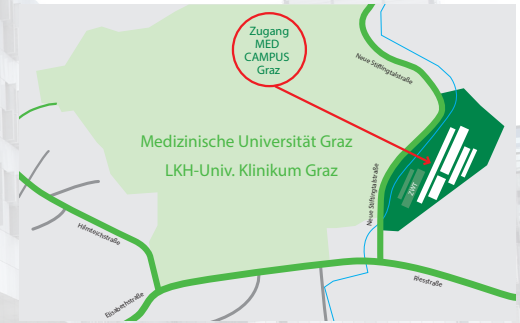 Zugang
MED
CAMPUS
Graz
Neue Stiftingtalstraße
Medizinische Universität Graz
LKH-Univ. Klinikum Graz
Neue Stiftingtalstraße
ZWT
Hilmteichstraße
Elisabethstraße
Riesstraße